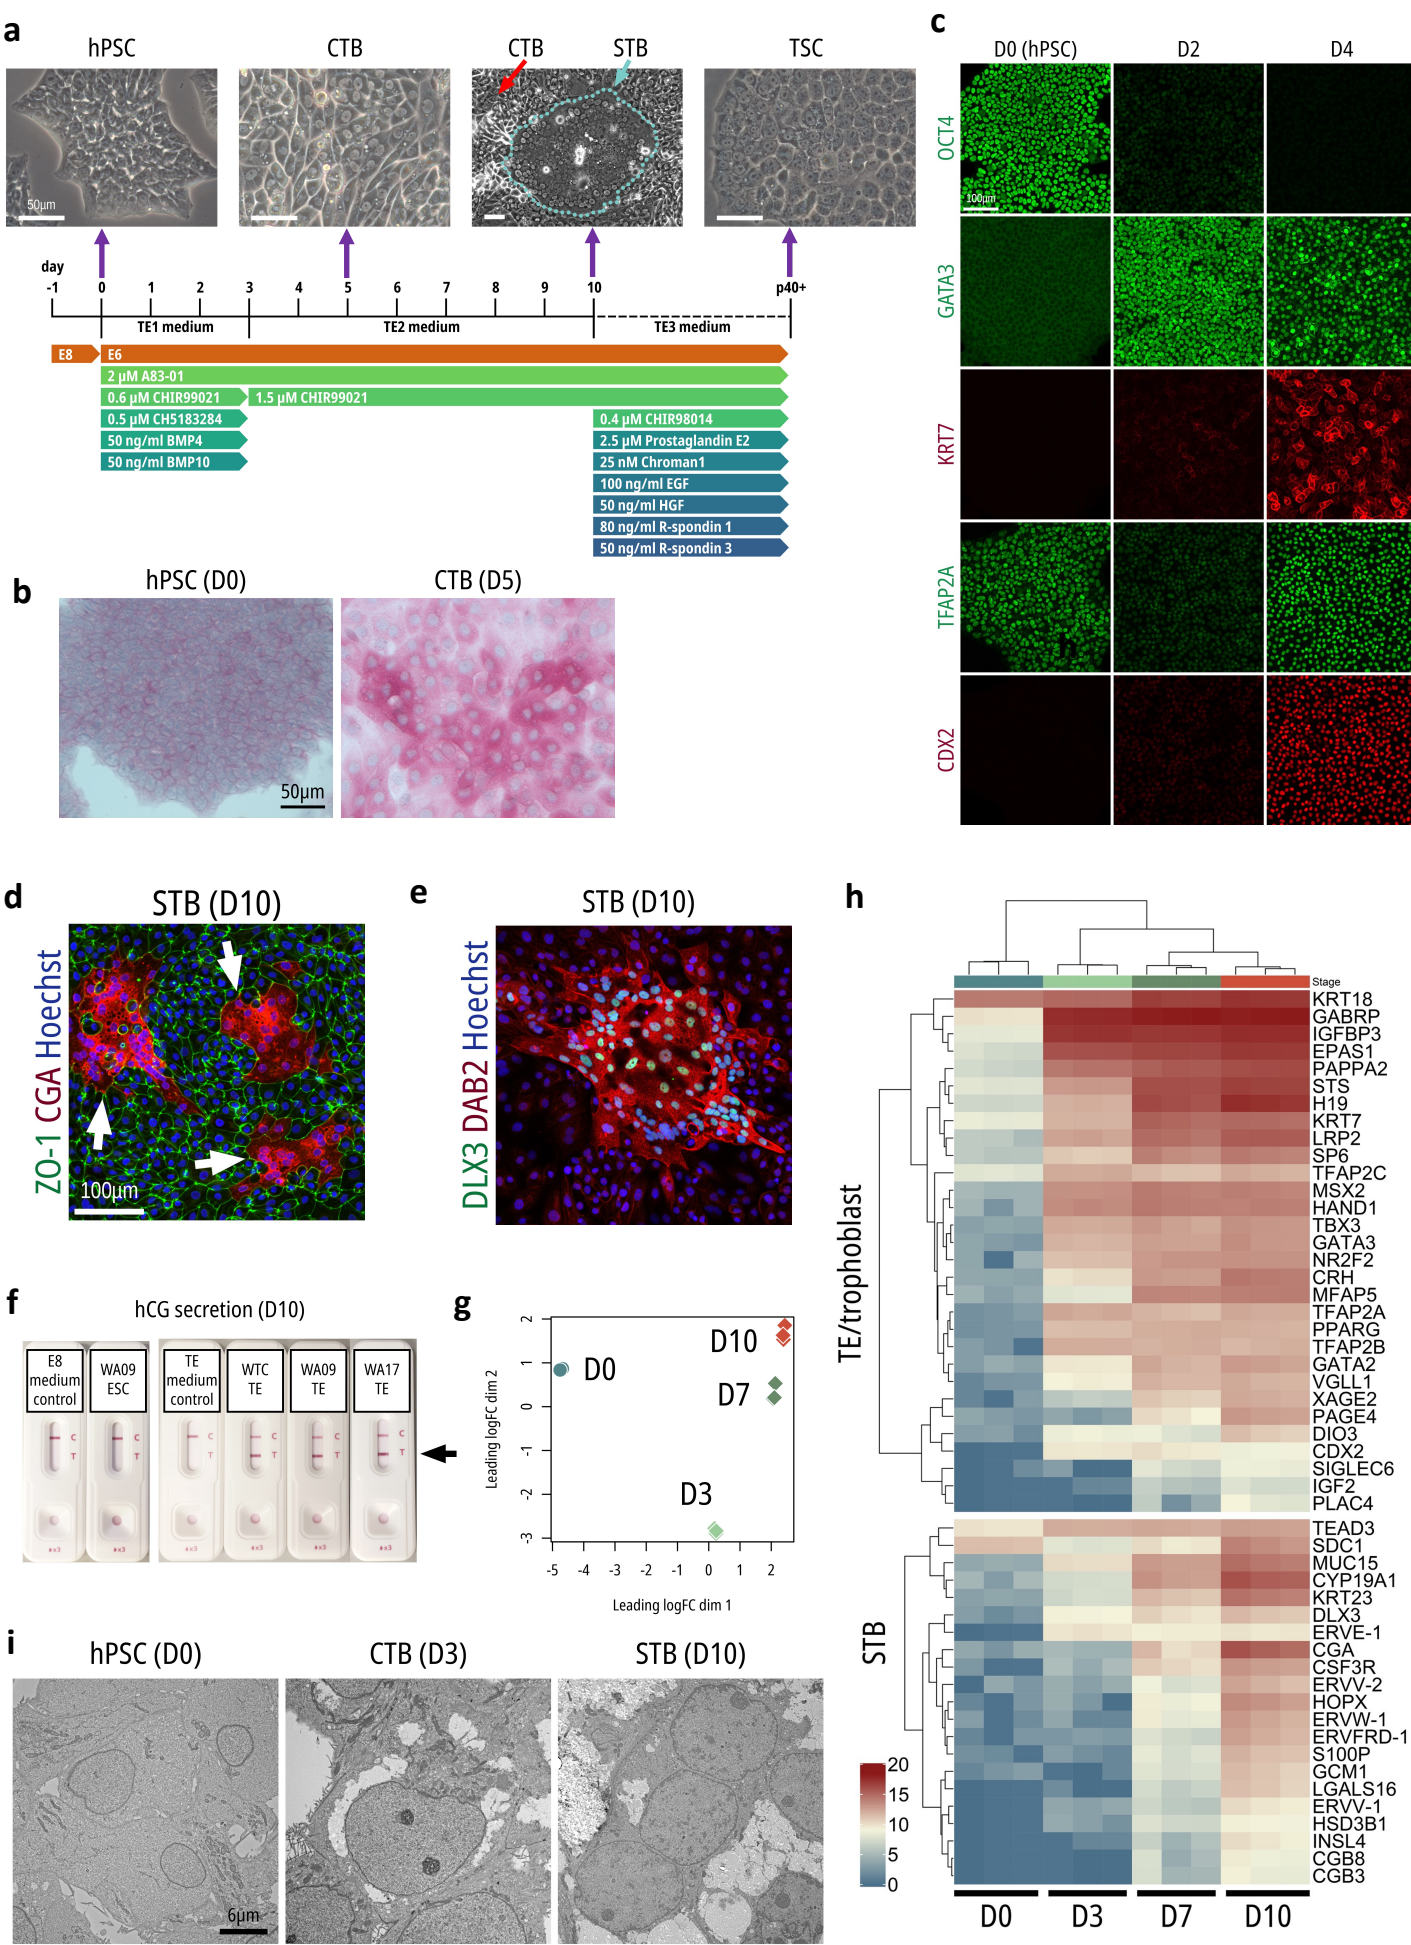 a
hPSC
CTB
CTB
STB
TSC
50µm
day
-1 0 1 2 3 4 5 6 7 8 9 10 p40+
TE1 medium
TE2 medium
TE3 medium
E8
E6
2 µM A83-01
0.6 µM CHIR99021
1.5 µM CHIR99021
0.5 µM CH5183284
0.4 µM CHIR98014
50 ng/ml BMP4
2.5 µM Prostaglandin E2
50 ng/ml BMP10
25 nM Chroman1
100 ng/ml EGF
50 ng/ml HGF
80 ng/ml R-spondin 1
50 ng/ml R-spondin 3
b
hPSC (D0)
CTB (D5)
50µm
c
D0 (hPSC)
D2
D4
OCT4
100µm
GATA3
KRT7
TFAP2A
CDX2
d
STB (D10)
ZO-1 CGA Hoechst
100µm
e
STB (D10)
DLX3 DAB2 Hoechst
f
hCG secretion (D10)
E8
medium
control
WA09
ESC
TE
medium
control
WTC
TE
WA09
TE
WA17
TE
C
T
C
T
C
T
C
T
C
T
C
T
x3
x3
x3
x3
x3
x3
g
Leading logFC dim 2
2
1
0
-1
-2
-3
D10
D0
D7
D3
-5 -4 -3 -2 -1 0 1 2
Leading logFC dim 1
h
Stage
TE/trophoblast
KRT18
GABRP
IGFBP3
EPAS1
PAPPA2
STS
H19
KRT7
LRP2
SP6
TFAP2C
MSX2
HAND1
TBX3
GATA3
NR2F2
CRH
MFAP5
TFAP2A
PPARG
TFAP2B
GATA2
VGLL1
XAGE2
PAGE4
DIO3
CDX2
SIGLEC6
IGF2
PLAC4
STB
TEAD3
SDC1
MUC15
CYP19A1
KRT23
DLX3
ERVE-1
CGA
CSF3R
ERVV-2
HOPX
ERVW-1
ERVFRD-1
S100P
GCM1
LGALS16
ERVV-1
HSD3B1
INSL4
CGB8
CGB3
20
15
10
5
0
D0
D3
D7
D10
i
hPSC (D0)
CTB (D3)
STB (D10)
6µm